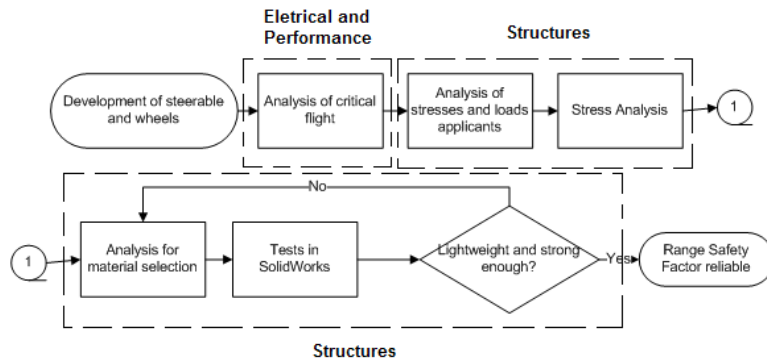 Eletrical and
Performance
Structures
Development of steerable
and wheels
Analysis of critical
flight
Analysis of
stresses and loads
applicants
Stress Analysis
1
No
1
Analysis for
material selection
Tests in
SolidWorks
Lightweight and strong
enough?
Yes
Range Safety
Factor reliable
Structures